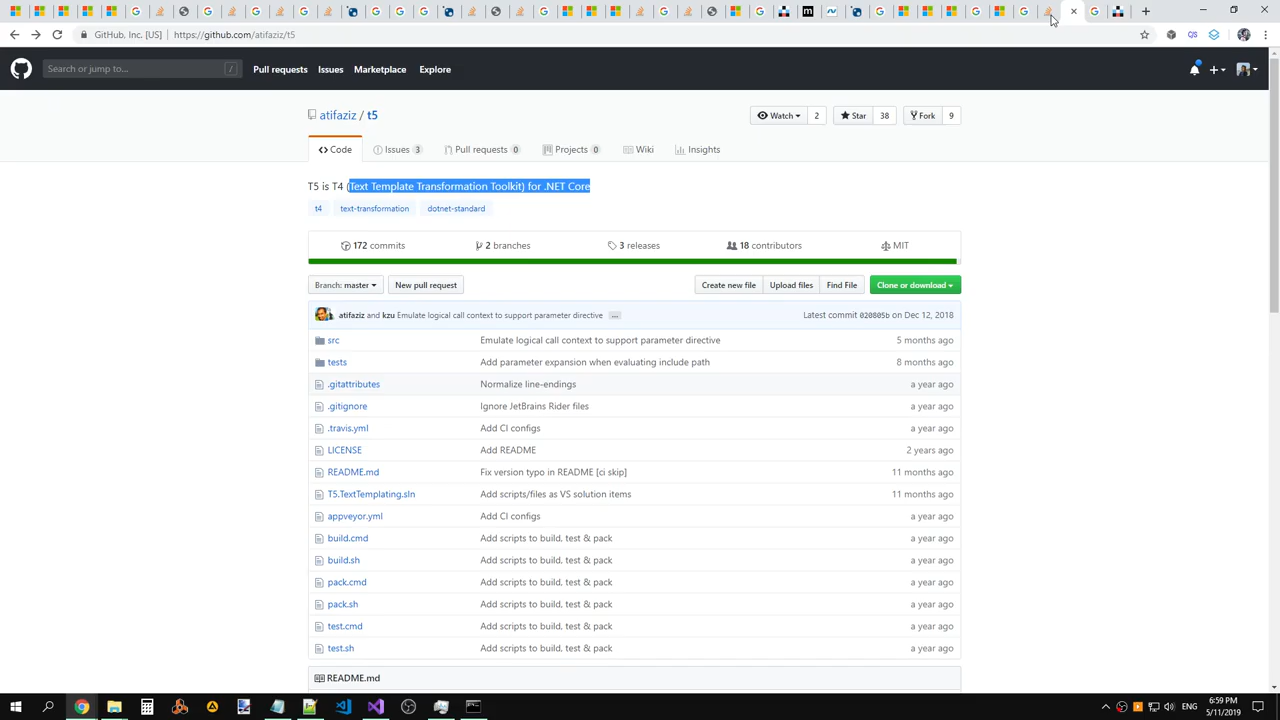 GitHub, Inc. [US] | https://github.com/atifaziz/t5
Search or jump to... /
Pull requests Issues Marketplace Explore
atifaziz / t5
Watch 2 Star 38 Fork 9
Code Issues 3 Pull requests 0 Projects 0 Wiki Insights
T5 is T4 (Text Template Transformation Toolkit) for .NET Core
t4 text-transformation dotnet-standard
172 commits 2 branches 3 releases 18 contributors MIT
Branch: master New pull request Create new file Upload files Find File Clone or download
atifaziz and kzu Emulate logical call context to support parameter directive ... Latest commit 020805b on Dec 12, 2018
src Emulate logical call context to support parameter directive 5 months ago
tests Add parameter expansion when evaluating include path 8 months ago
.gitattributes Normalize line-endings a year ago
.gitignore Ignore JetBrains Rider files a year ago
.travis.yml Add CI configs a year ago
LICENSE Add README 2 years ago
README.md Fix version typo in README [ci skip] 11 months ago
T5.TextTemplating.sln Add scripts/files as VS solution items 11 months ago
appveyor.yml Add CI configs a year ago
build.cmd Add scripts to build, test & pack a year ago
build.sh Add scripts to build, test & pack a year ago
pack.cmd Add scripts to build, test & pack a year ago
pack.sh Add scripts to build, test & pack a year ago
test.cmd Add scripts to build, test & pack a year ago
test.sh Add scripts to build, test & pack a year ago
README.md
ENG
6:59 PM
5/11/2019